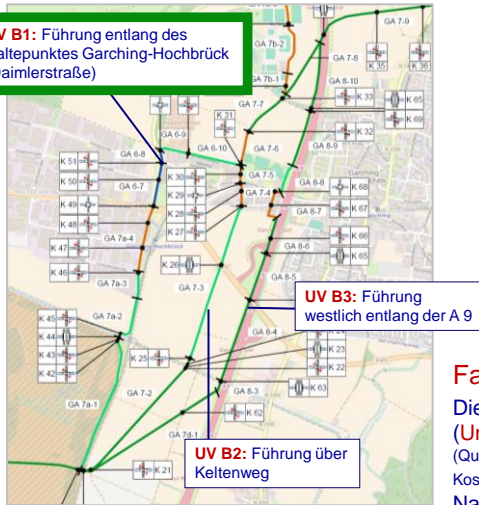 V B1: Führung entlang des
altepunktes Garching-Hochbrück
aimlerstraße)
GA 7-9
GA 7b-2
GA 7-8
K 35
K 36
GA 7b-1
GA 8-10
K 33
K 65
GA 7-7
K 31
K 69
GA 6-9
K 32
GA 6-10
GA 7-6
GA 8-9
K 51
GA 6-8
Garching
K 30
GA 7-5
K 50
GA 6-7
K 29
GA 7-4
GA 8-8
K 68
K 49
K 28
GA 8-7
K 67
K 48
K 27
GA 7a-4
K 66
K 47
Garching-Hochbrück
GA 8-6
K 65
K 26
K 46
GA 7a-3
GA 8-5
GA 7-3
UV B3: Führung
westlich entlang der A 9
K 45
GA 7a-2
K 44
GA 8-4
K 24
K 43
K 25
K 23
K 42
K 22
GA 7-2
GA 8-3
K 63
GA 7a-1
K 62
GA 7d-1
UV B2: Führung über
Keltenweg
K 21
Fa
Die
(Ur
(Qu
Kos
Na